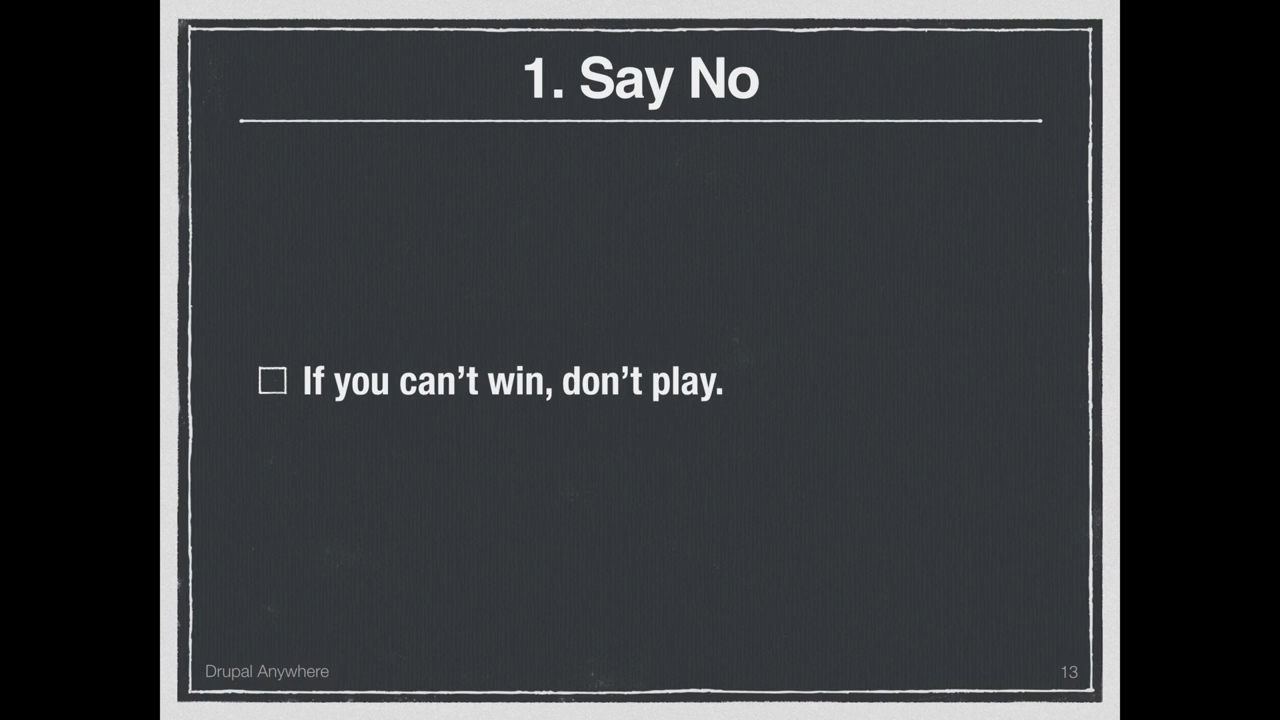 1. Say No
If you can’t win, don’t play.
Drupal Anywhere
13